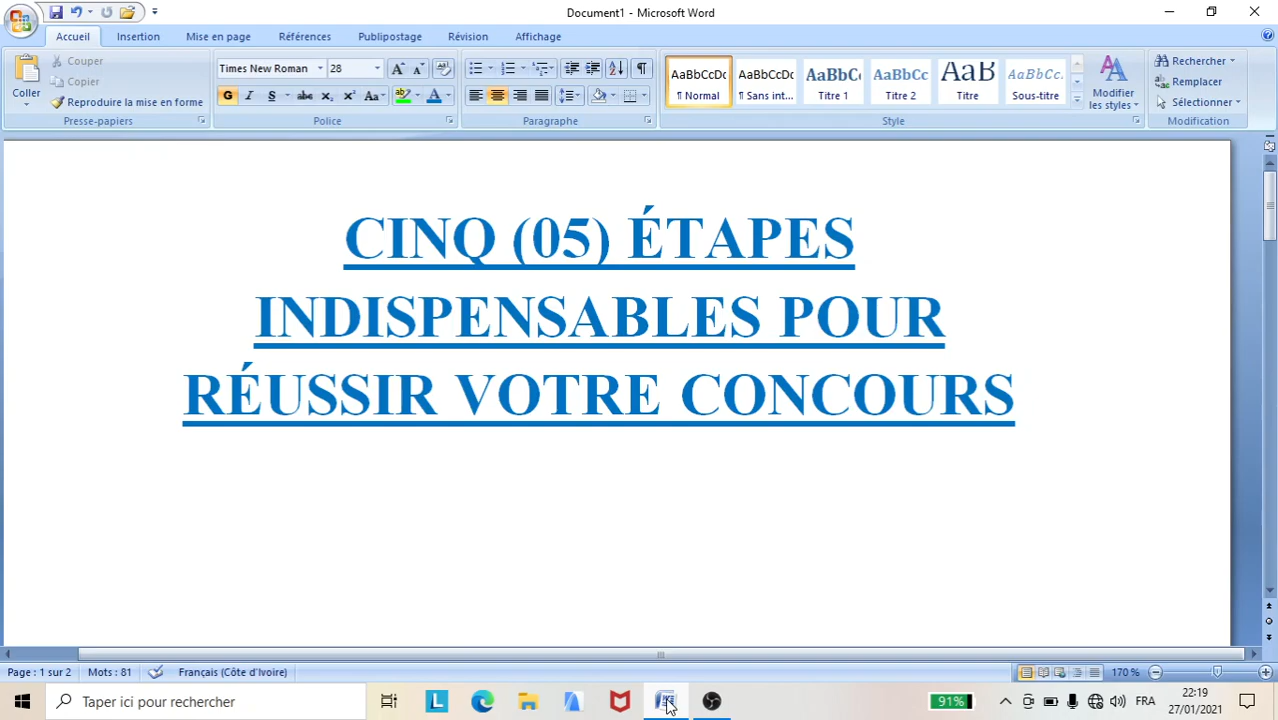 Document1 - Microsoft Word
Accueil Insertion Mise en page Références Publipostage Révision Affichage
Coller
Couper
Copier
Reproduire la mise en forme
Presse-papiers
Times New Roman 28
G I S abc X₂ X² Aa A
Police
Paragraphe
AaBbCcDc AaBbCcDc AaBbC AaBbCc AaB AaBbCc.
¶ Normal ¶ Sans int... Titre 1 Titre 2 Titre Sous-titre
Modifier
les styles
Style
Rechercher
Remplacer
Sélectionner
Modification
CINQ (05) ÉTAPES
INDISPENSABLES POUR
RÉUSSIR VOTRE CONCOURS
Page : 1 sur 2 Mots : 81 Français (Côte d'Ivoire) 170 %
Taper ici pour rechercher
L
91%
FRA
22:19
27/01/2021